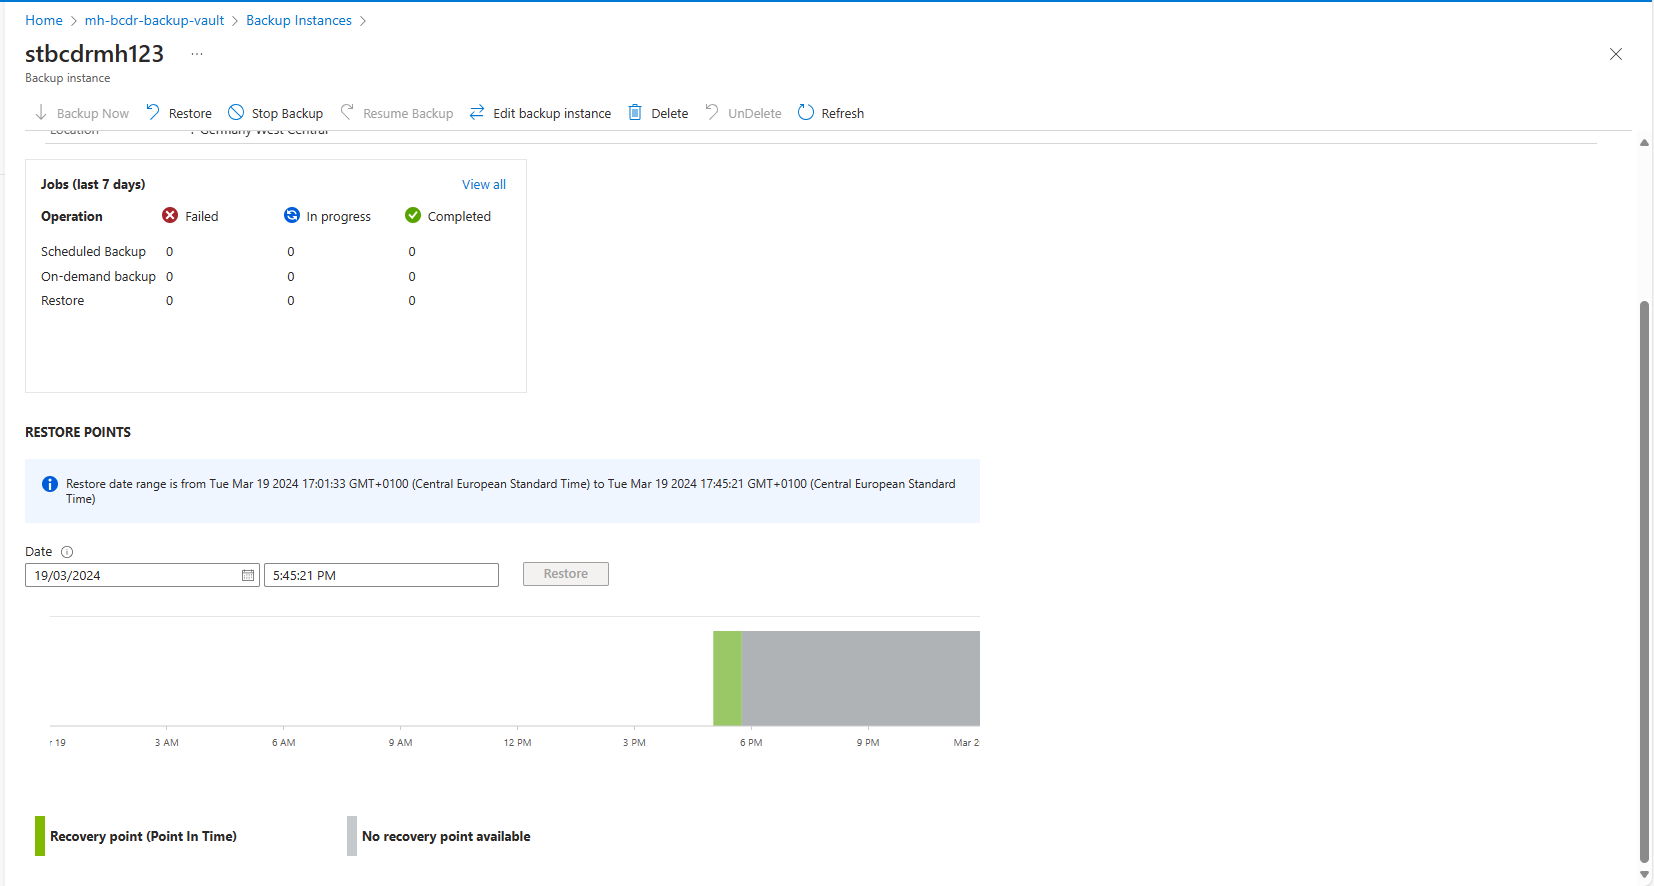 Home > mh-bcdr-backup-vault > Backup Instances >
stbcdrmh123 ...
Backup instance
Backup Now Restore Stop Backup Resume Backup Edit backup instance Delete UnDelete Refresh
Location : Germany West Central
Jobs (last 7 days) View all
Operation Failed In progress Completed
Scheduled Backup 0 0 0
On-demand backup 0 0 0
Restore 0 0 0
RESTORE POINTS
Restore date range is from Tue Mar 19 2024 17:01:33 GMT+0100 (Central European Standard Time) to Tue Mar 19 2024 17:45:21 GMT+0100 (Central European Standard
Time)
Date
19/03/2024 5:45:21 PM Restore
r 19 3 AM 6 AM 9 AM 12 PM 3 PM 6 PM 9 PM Mar 2
Recovery point (Point In Time) No recovery point available